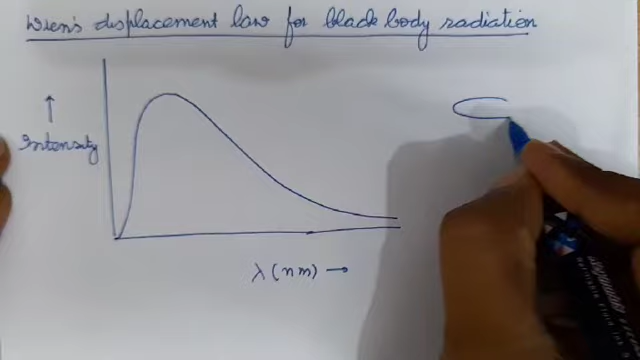 Wien's displacement law for black body radiation
↑
Intensity
λ (nm) →